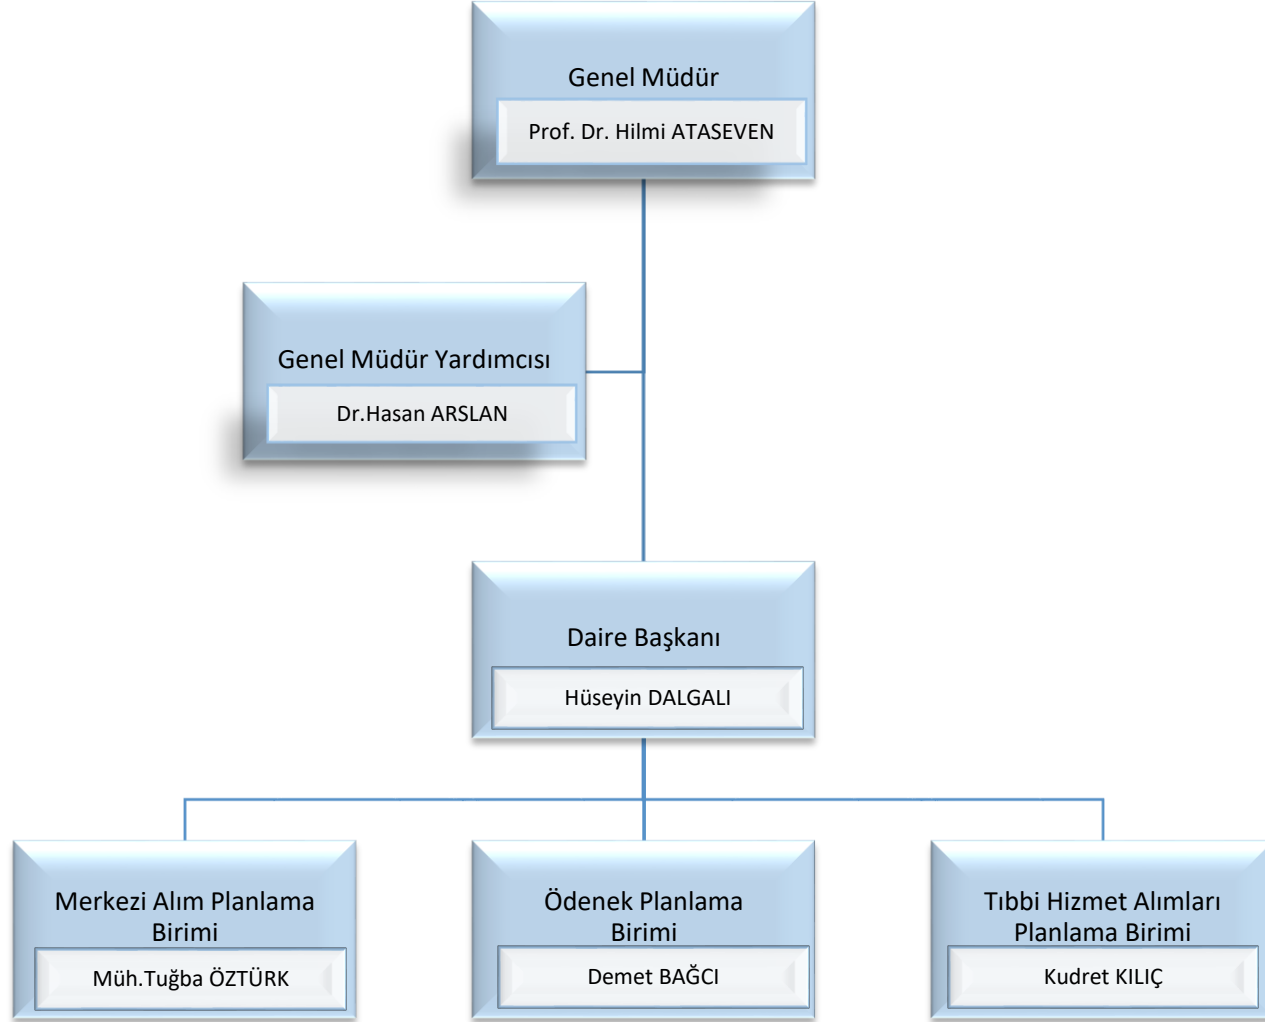 Genel Müdür
Prof. Dr. Hilmi ATASEVEN
Genel Müdür Yardımcısı
Dr.Hasan ARSLAN
Daire Başkanı
Hüseyin DALGALI
Merkezi Alım Planlama
Birimi
Müh.Tuğba ÖZTÜRK
Ödenek Planlama
Birimi
Demet BAĞCI
Tıbbi Hizmet Alımları
Planlama Birimi
Kudret KILIÇ